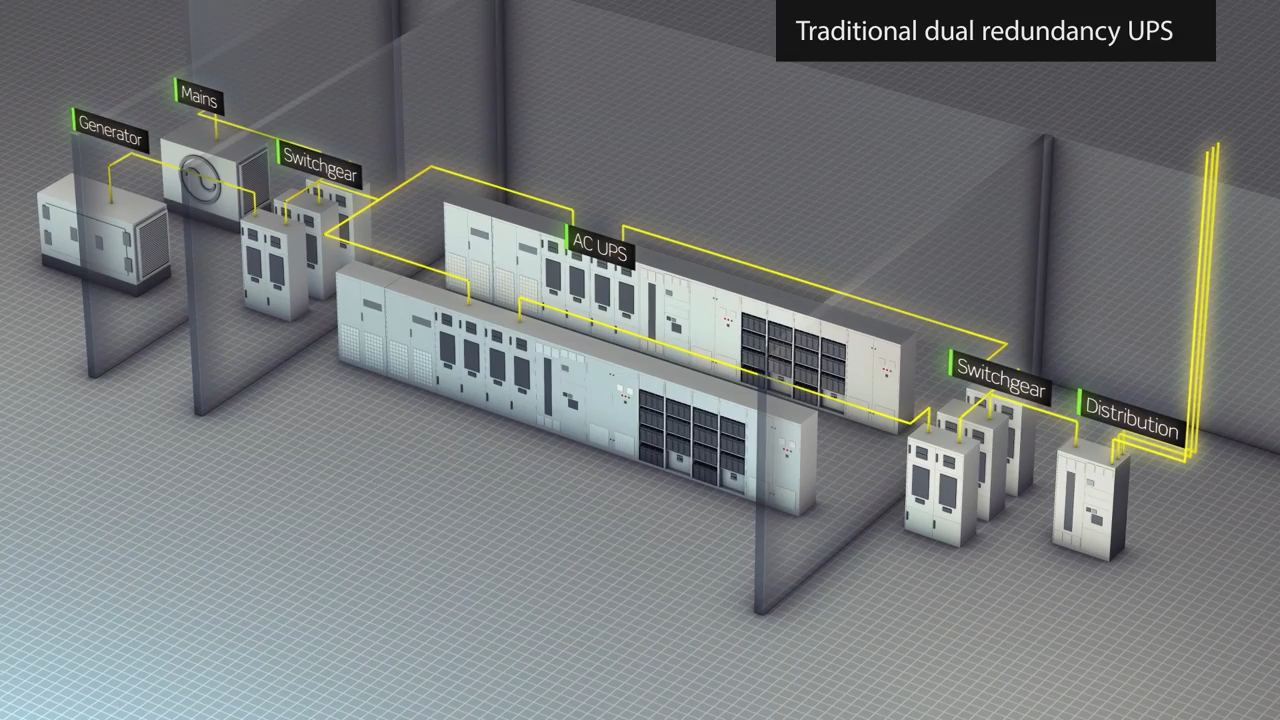 Traditional dual redundancy UPS
Mains
Generator
Switchgear
AC UPS
Switchgear
Distribution